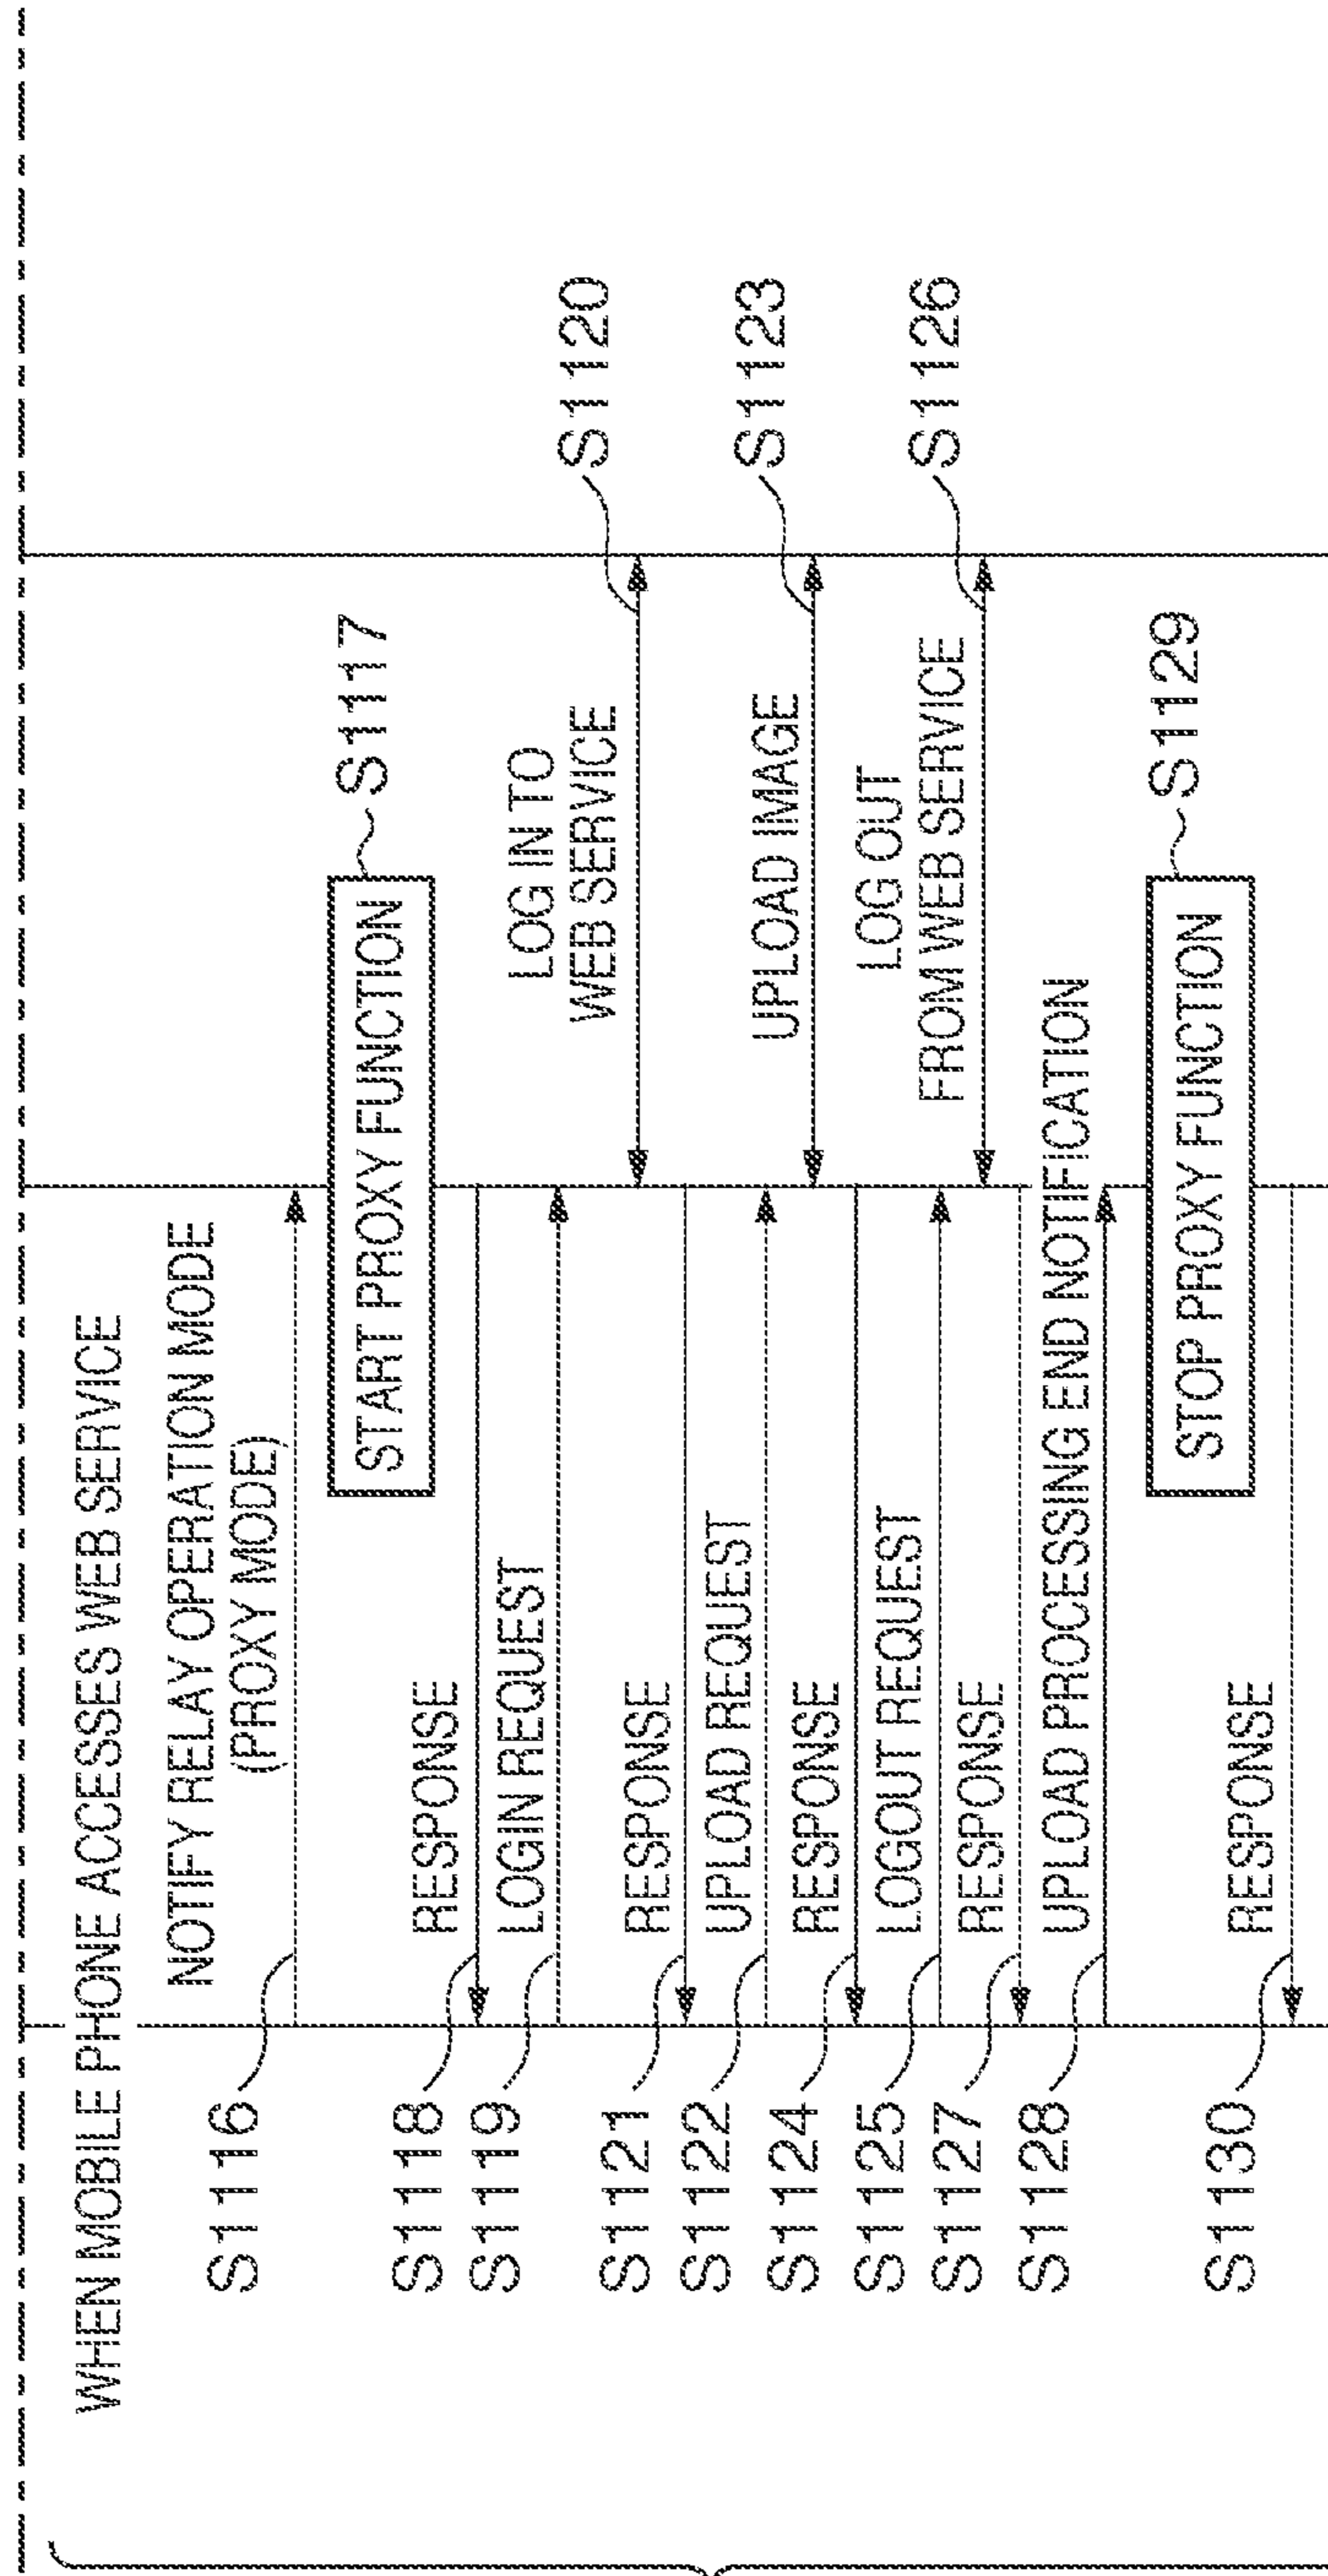 WHEN MOBILE PHONE ACCESSES WEB SERVICE
NOTIFY RELAY OPERATION MODE
(PROXY MODE)
S1116
START PROXY FUNCTION
S1117
RESPONSE
S1118
LOGIN REQUEST
S1119
LOG IN TO
WEB SERVICE
S1120
RESPONSE
S1121
UPLOAD REQUEST
S1122
UPLOAD IMAGE
S1123
RESPONSE
S1124
LOGOUT REQUEST
S1125
LOG OUT
FROM WEB SERVICE
S1126
RESPONSE
S1127
UPLOAD PROCESSING END NOTIFICATION
S1128
STOP PROXY FUNCTION
S1129
RESPONSE
S1130